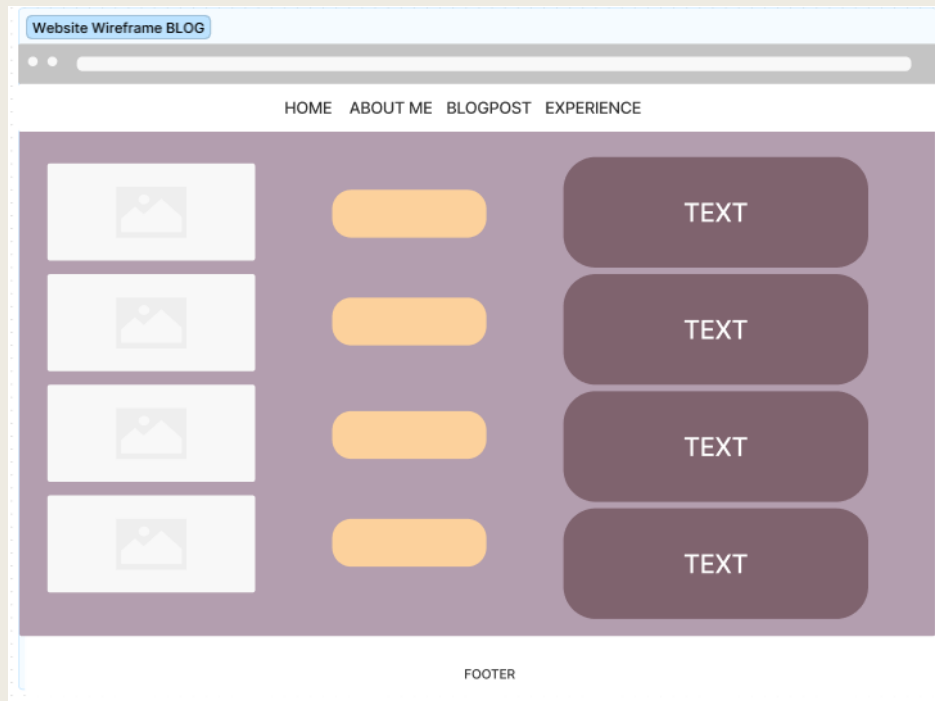 Website Wireframe BLOG
HOME ABOUT ME BLOGPOST EXPERIENCE
TEXT
TEXT
TEXT
TEXT
FOOTER